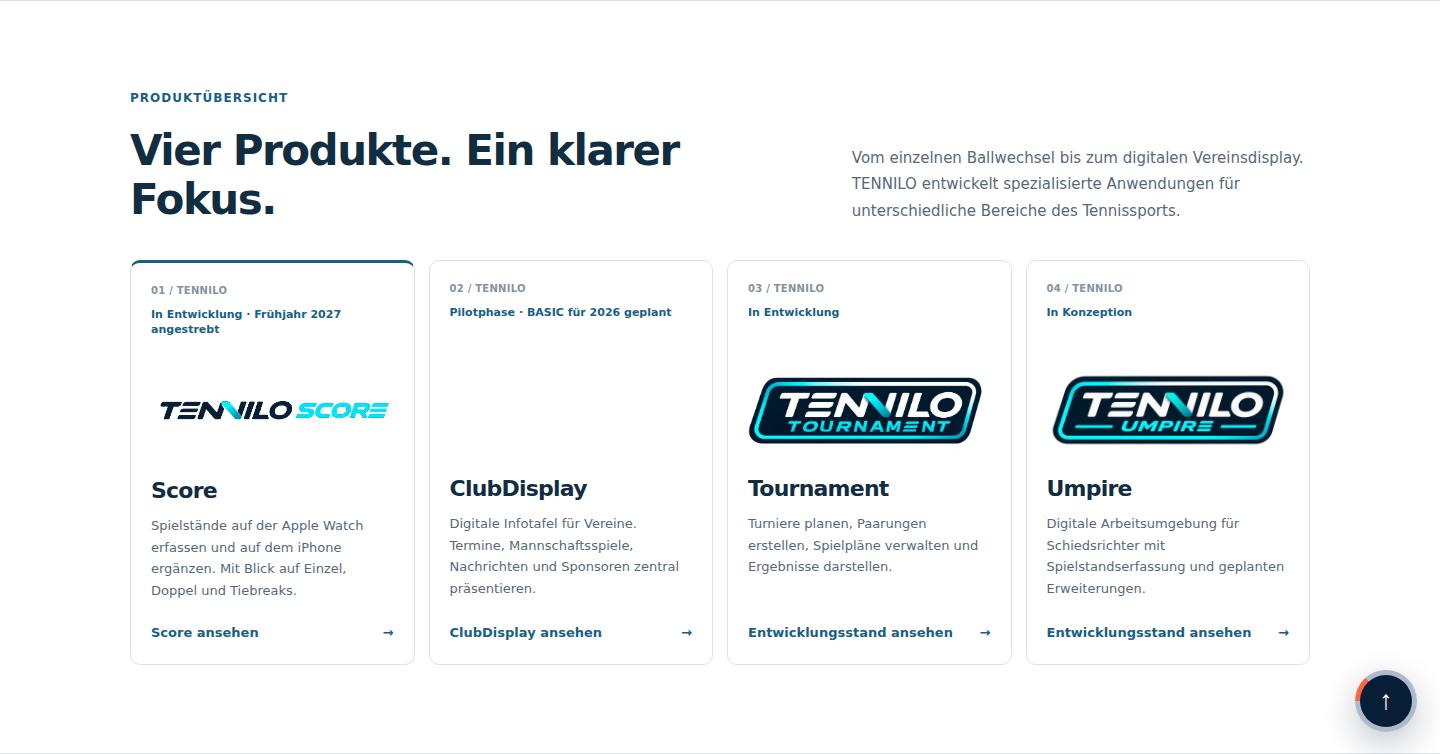 PRODUKTÜBERSICHT
Vier Produkte. Ein klarer
Fokus.
Vom einzelnen Ballwechsel bis zum digitalen Vereinsdisplay.
TENNILO entwickelt spezialisierte Anwendungen für
unterschiedliche Bereiche des Tennissports.
01 / TENNILO
In Entwicklung · Frühjahr 2027
angestrebt
TENNILO SCORE
Score
Spielstände auf der Apple Watch
erfassen und auf dem iPhone
ergänzen. Mit Blick auf Einzel,
Doppel und Tiebreaks.
Score ansehen →
02 / TENNILO
Pilotphase · BASIC für 2026 geplant
ClubDisplay
Digitale Infotafel für Vereine.
Termine, Mannschaftsspiele,
Nachrichten und Sponsoren zentral
präsentieren.
ClubDisplay ansehen →
03 / TENNILO
In Entwicklung
TENNILO
TOURNAMENT
Tournament
Turniere planen, Paarungen
erstellen, Spielpläne verwalten und
Ergebnisse darstellen.
Entwicklungsstand ansehen →
04 / TENNILO
In Konzeption
TENNILO
UMPIRE
Umpire
Digitale Arbeitsumgebung für
Schiedsrichter mit
Spielstandserfassung und geplanten
Erweiterungen.
Entwicklungsstand ansehen →
↑